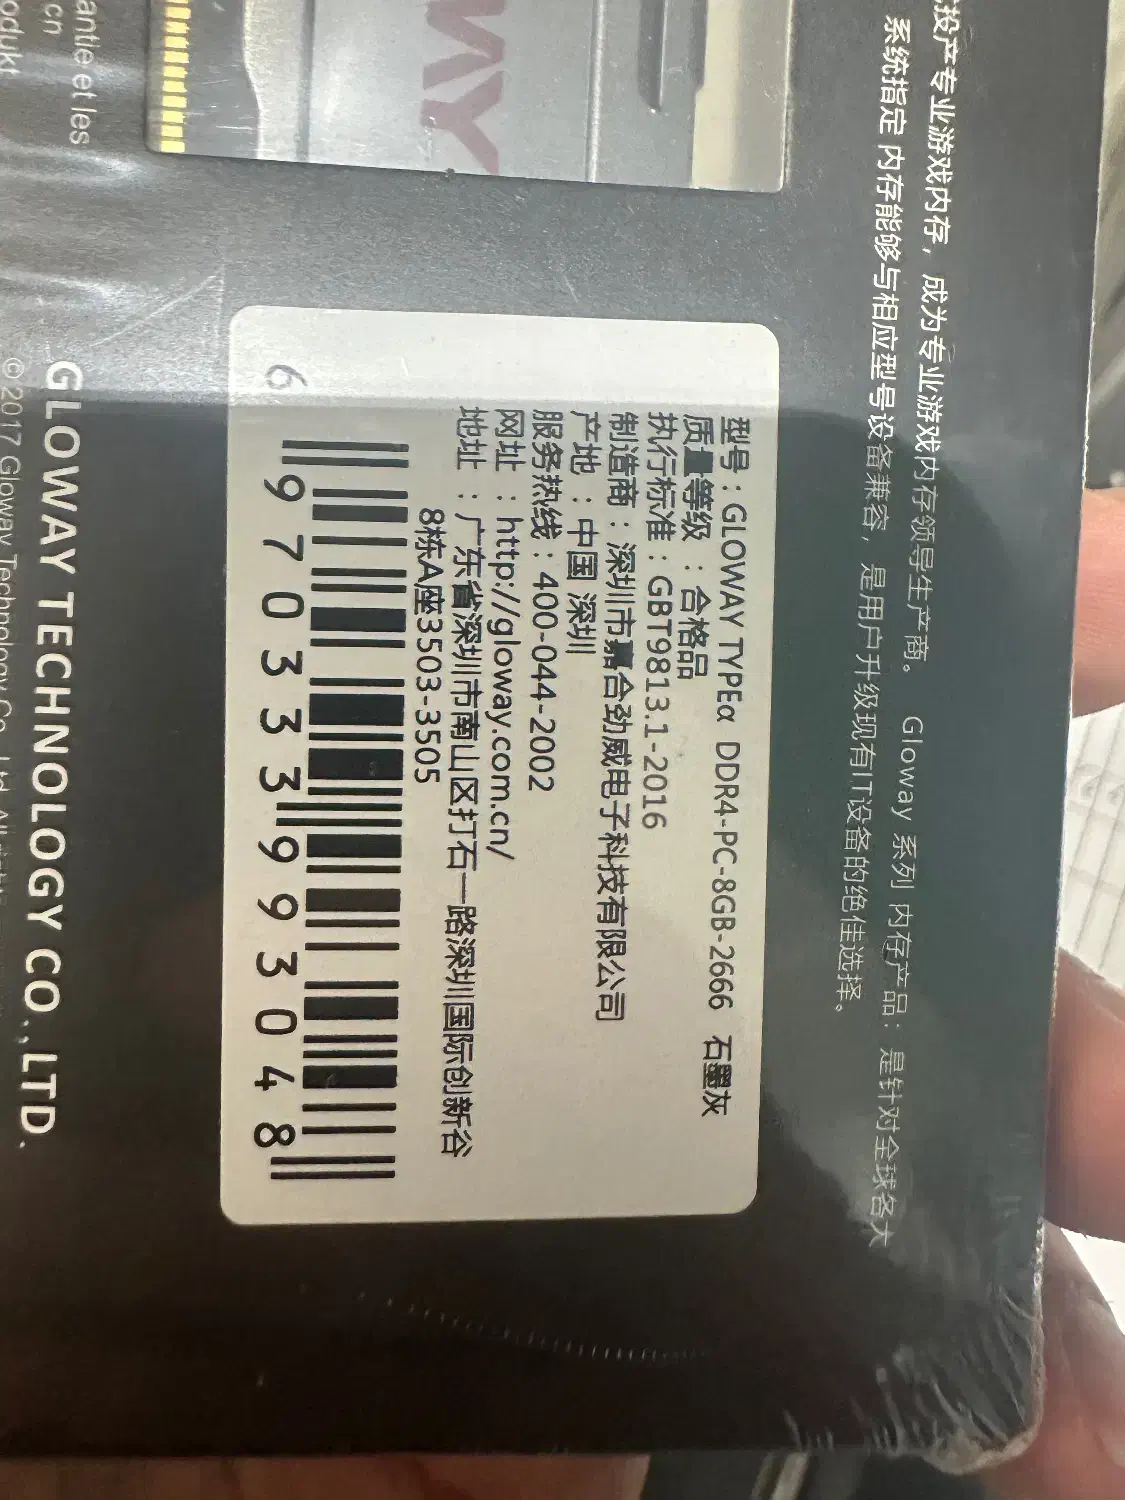 投产专业游戏内存，成为专业游戏内存领导生产商。 Gloway 系列 内存产品：是针对全球各大
系统指定 内存能够与相应型号设备兼容，是用户升级现有IT设备的绝佳选择。
WAY
型号：GLOWAY TYPEα DDR4-PC-8GB-2666 石墨灰
质量等级：合格品
执行标准：GBT9813.1-2016
制造商：深圳市嘉合劲威电子科技有限公司
产地：中国 深圳
服务热线：400-044-2002
网址：http://gloway.com.cn/
地址：广东省深圳市南山区打石一路深圳国际创新谷
8栋A座3503-3505
6 970333 993048
antie et les
cn
odukt
GLOWAY TECHNOLOGY CO.,LTD.
©2017 Gloway Technology Co., Ltd. All